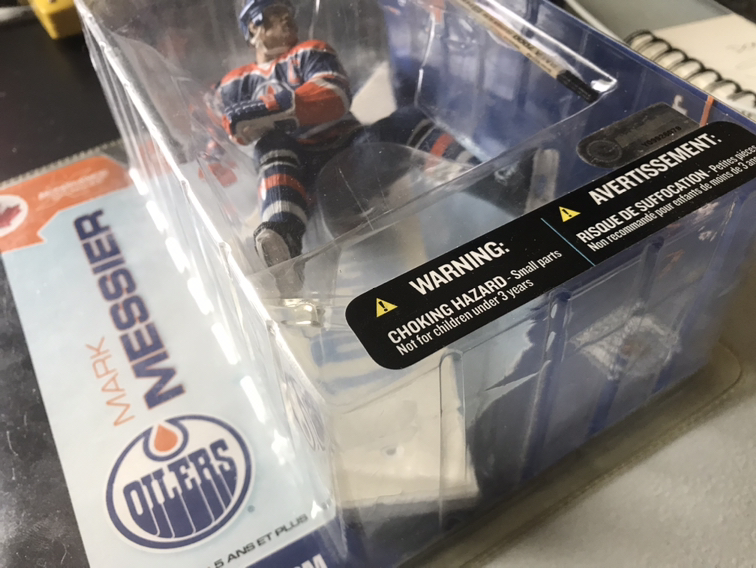 MARK
MESSIER
OILERS
5 ANS ET PLUS
WARNING:
CHOKING HAZARD - Small parts
Not for children under 3 years
AVERTISSEMENT:
RISQUE DE SUFFOCATION - Petites pièces
Non recommandé pour enfants de moins de 3 ans